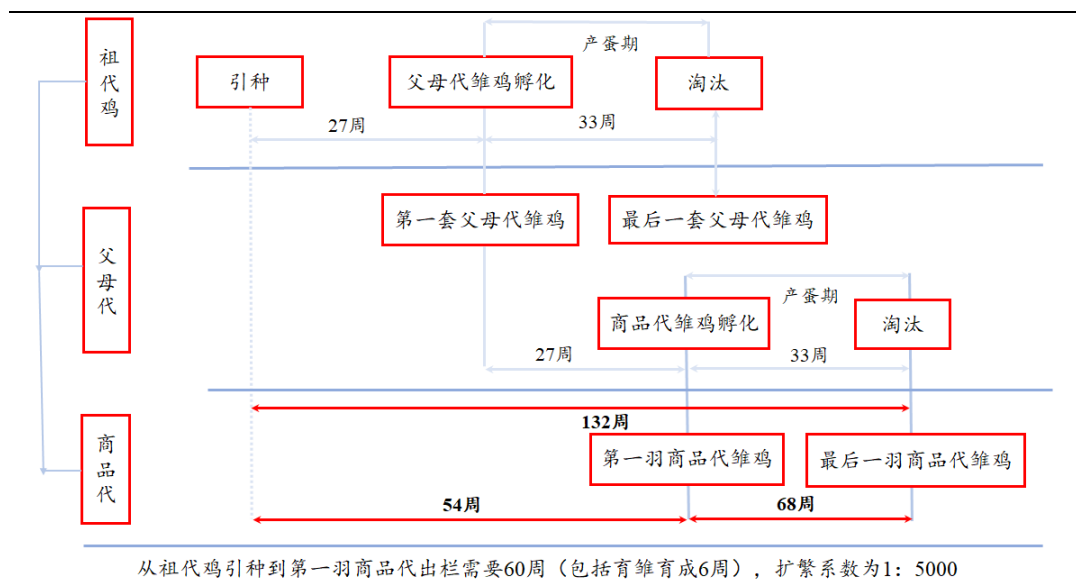 祖代鸡
产蛋期
引种
父母代雏鸡孵化
淘汰
27周
33周
第一套父母代雏鸡
最后一套父母代雏鸡
父母代
产蛋期
商品代雏鸡孵化
淘汰
27周
33周
132周
商品代
第一羽商品代雏鸡
最后一羽商品代雏鸡
54周
68周
从祖代鸡引种到第一羽商品代出栏需要60周（包括育雏育成6周），扩繁系数为1：5000